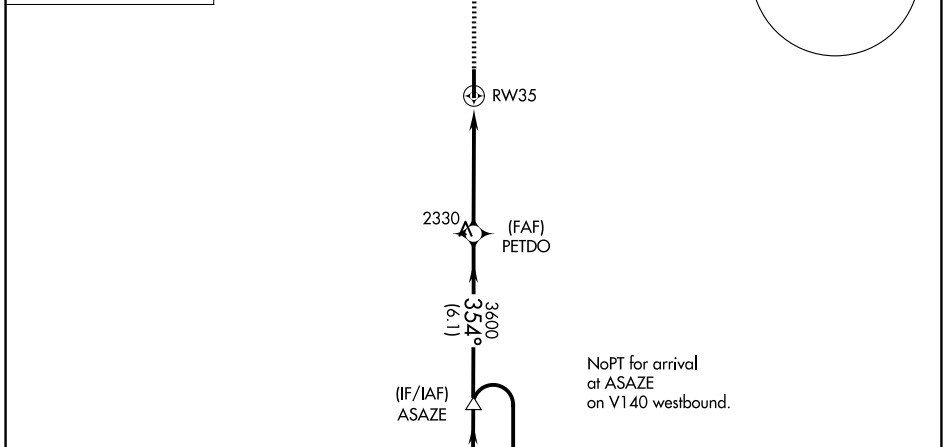 RW35
2330
(FAF)
PETDO
3600
354°
(6.1)
(IF/IAF)
ASAZE
NoPT for arrival
at ASAZE
on V140 westbound.